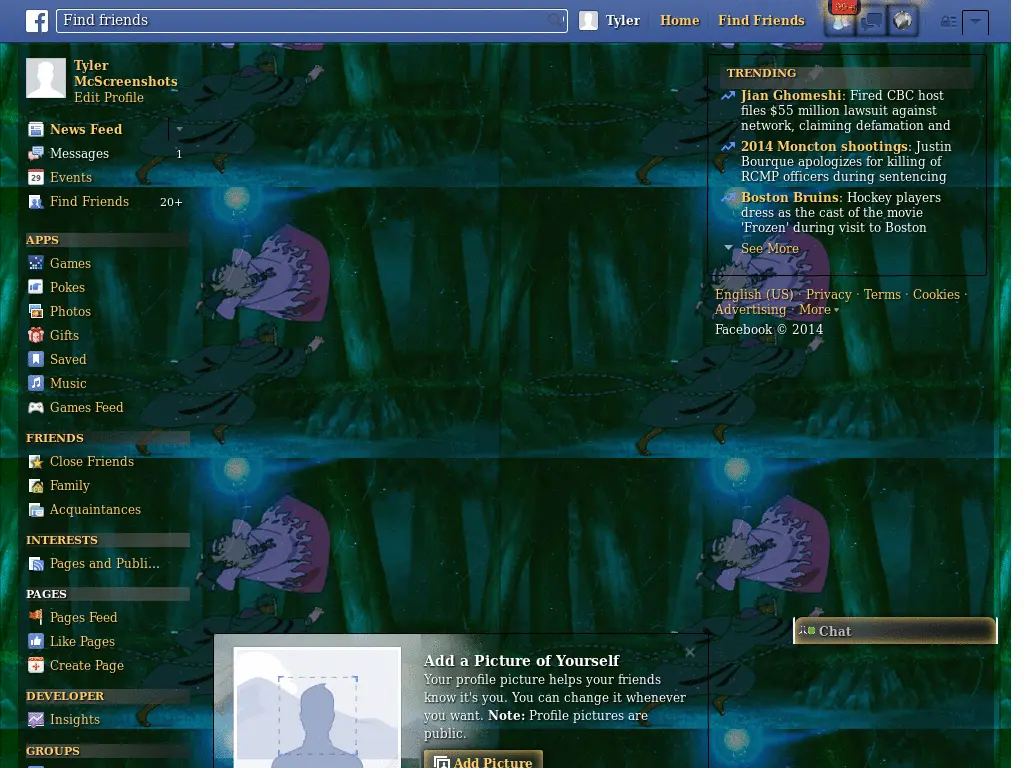 Find friends
Tyler
Home
Find Friends
99+
Tyler
McScreenshots
Edit Profile
News Feed
Messages 1
29 Events
Find Friends 20+
APPS
Games
Pokes
Photos
Gifts
Saved
Music
Games Feed
FRIENDS
Close Friends
Family
Acquaintances
INTERESTS
Pages and Publi...
PAGES
Pages Feed
Like Pages
Create Page
DEVELOPER
Insights
GROUPS
TRENDING
Jian Ghomeshi: Fired CBC host
files $55 million lawsuit against
network, claiming defamation and
2014 Moncton shootings: Justin
Bourque apologizes for killing of
RCMP officers during sentencing
Boston Bruins: Hockey players
dress as the cast of the movie
'Frozen' during visit to Boston
See More
English (US) · Privacy · Terms · Cookies ·
Advertising · More
Facebook © 2014
Chat
Add a Picture of Yourself
Your profile picture helps your friends
know it's you. You can change it whenever
you want. Note: Profile pictures are
public.
Add Picture